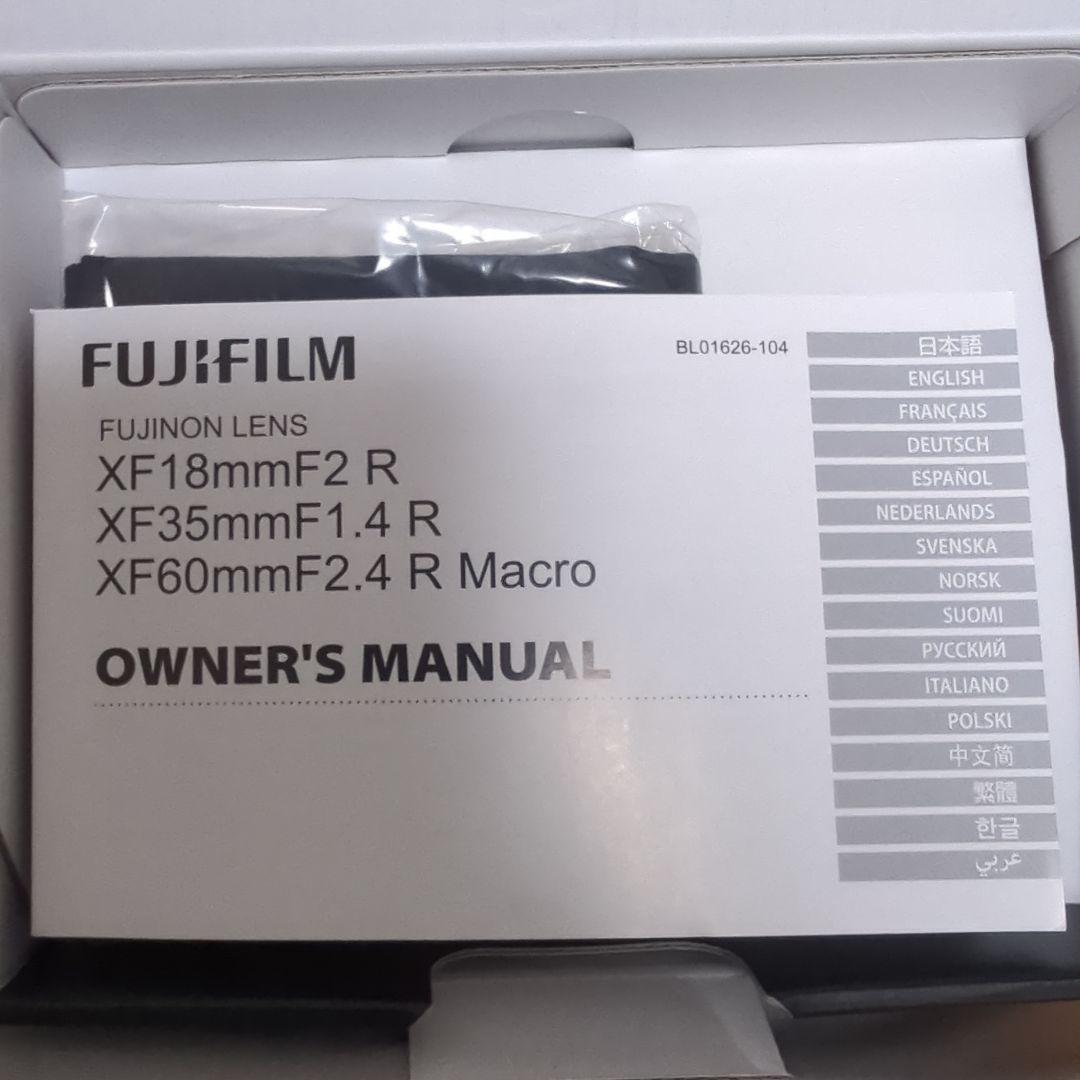 FUJIFILM
BL01626-104
FUJINON LENS
XF18mmF2 R
XF35mmF1.4 R
XF60mmF2.4 R Macro
OWNER'S MANUAL
日本語
ENGLISH
FRANÇAIS
DEUTSCH
ESPAÑOL
NEDERLANDS
SVENSKA
NORSK
SUOMI
РУССКИЙ
ITALIANO
POLSKI
中文简
繁體
한글
عربي